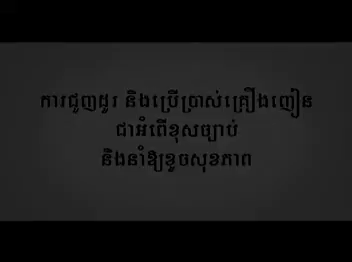 ការជួញដូរ និងប្រើប្រាស់គ្រឿងញៀន
ជាអំពើខុសច្បាប់
និងនាំឱ្យខូចសុខភាព